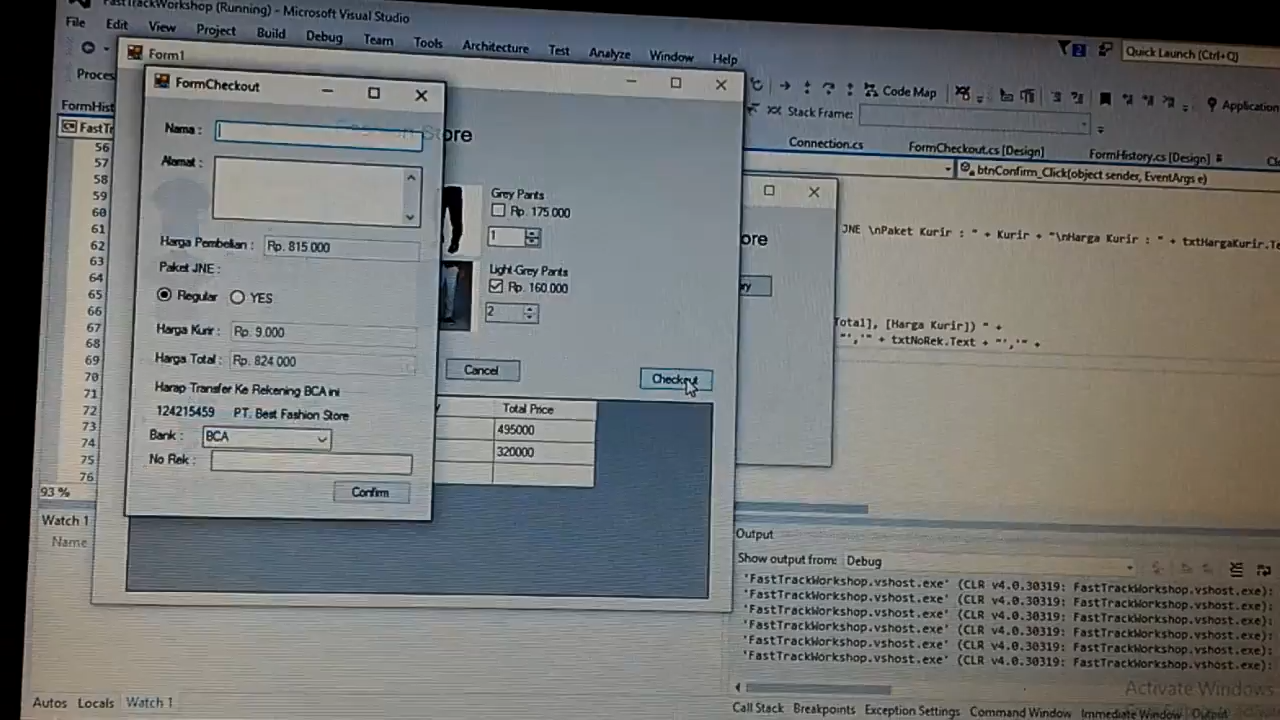 FastTrackWorkshop (Running) - Microsoft Visual Studio
File Edit View Project Build Debug Team Tools Architecture Test Analyze Window Help
2 Quick Launch (Ctrl+Q)
Code Map
Application
Stack Frame:
FormHist
FastTr
Connection.cs FormCheckout.cs [Design] FormHistory.cs [Design]
btnConfirm_Click(object sender, EventArgs e)
56
57
58
59
60
61
62
63
64
65
66
67
68
69
70
71
72
73
74
75
76
JNE \nPaket Kurir : " + Kurir + "\nHarga Kurir : " + txtHargaKurir.Te
Total], [Harga Kurir]) " +
"','" + txtNoRek.Text + "','" +
93 %
Form1
Store
Grey Pants
Rp. 175 000
1
Light-Grey Pants
Rp. 160.000
2
Cancel
Checkout
Total Price
495000
320000
FormCheckout
Nama :
Alamat :
Harga Pembelian : Rp. 815 000
Paket JNE :
Regular YES
Harga Kurir : Rp. 9.000
Harga Total : Rp. 824 000
Harap Transfer Ke Rekening BCA ini
124215459 PT. Best Fashion Store
Bank : BCA
No Rek :
Confirm
ore
ry
Watch 1
Name
Autos Locals Watch 1
Output
Show output from: Debug
'FastTrackWorkshop.vshost.exe' (CLR v4.0.30319: FastTrackWorkshop.vshost.exe):
'FastTrackWorkshop.vshost.exe' (CLR v4.0.30319: FastTrackWorkshop.vshost.exe):
'FastTrackWorkshop.vshost.exe' (CLR v4.0.30319: FastTrackWorkshop.vshost.exe):
'FastTrackWorkshop.vshost.exe' (CLR v4.0.30319: FastTrackWorkshop.vshost.exe):
'FastTrackWorkshop.vshost.exe' (CLR v4.0.30319: FastTrackWorkshop.vshost.exe):
'FastTrackWorkshop.vshost.exe' (CLR v4.0.30319: FastTrackWorkshop.vshost.exe):
Activate Windows
Call Stack Breakpoints Exception Settings Command Window Immediate Window Output